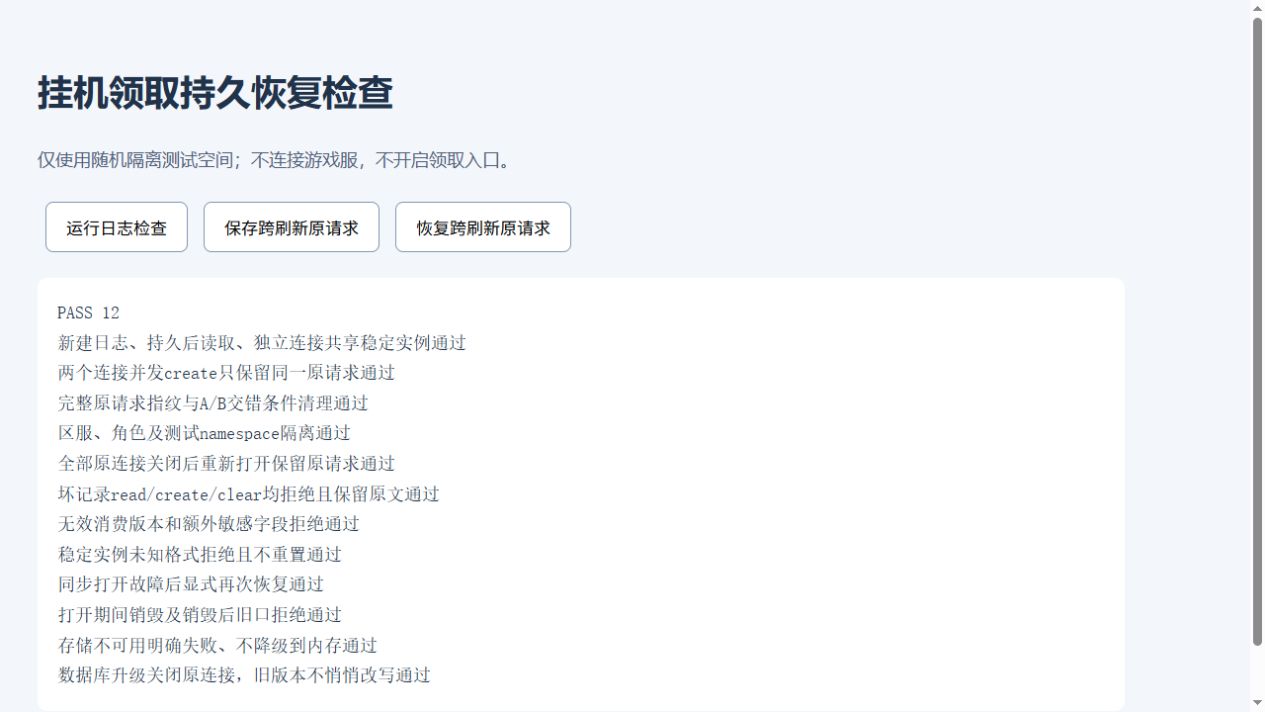 挂机领取持久恢复检查
仅使用随机隔离测试空间；不连接游戏服，不开启领取入口。
运行日志检查
保存跨刷新原请求
恢复跨刷新原请求
PASS 12
新建日志、持久后读取、独立连接共享稳定实例通过
两个连接并发create只保留同一原请求通过
完整原请求指纹与A/B交错条件清理通过
区服、角色及测试namespace隔离通过
全部原连接关闭后重新打开保留原请求通过
坏记录read/create/clear均拒绝且保留原文通过
无效消费版本和额外敏感字段拒绝通过
稳定实例未知格式拒绝且不重置通过
同步打开故障后显式再次恢复通过
打开期间销毁及销毁后旧口拒绝通过
存储不可用明确失败、不降级到内存通过
数据库升级关闭原连接，旧版本不悄悄改写通过